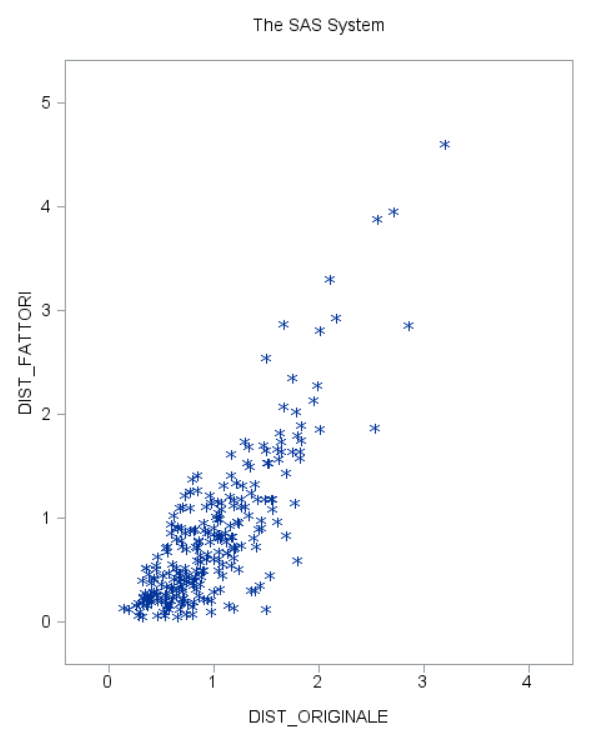 The SAS System
5
4
3
2
1
0
DIST_FATTORI
0 1 2 3 4
DIST_ORIGINALE